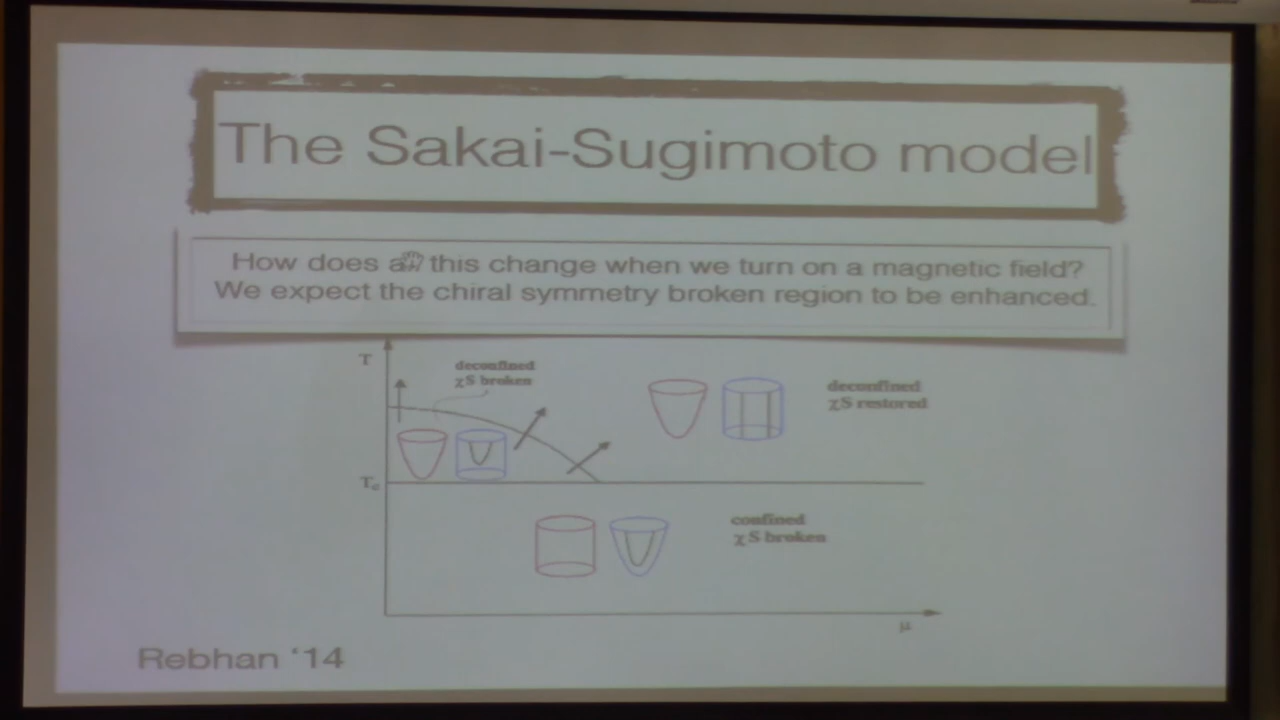 The Sakai-Sugimoto model
How does all this change when we turn on a magnetic field?
We expect the chiral symmetry broken region to be enhanced.
T
deconfined
χS broken
deconfined
χS restored
Tc
confined
χS broken
μ
Rebhan '14